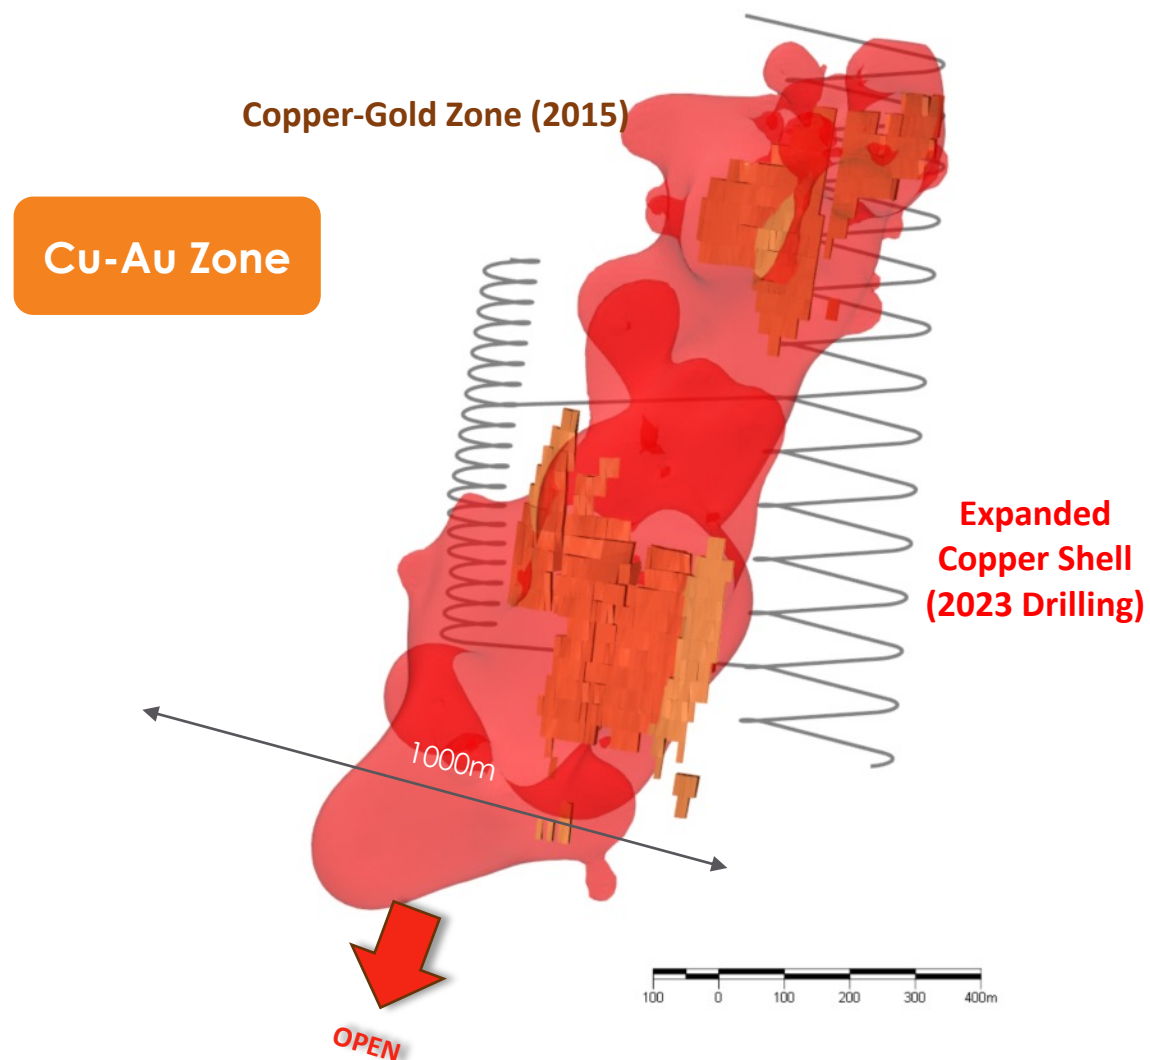 Copper-Gold Zone (2015)
Cu-Au Zone
Expanded
Copper Shell
(2023 Drilling)
1000m
100 0 100 200 300 400m
OPEN